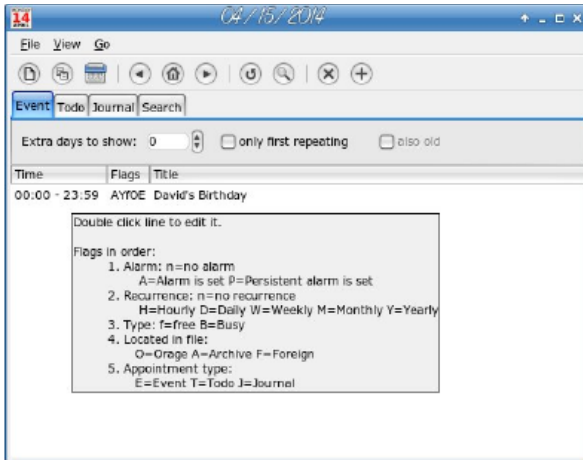 14
04/15/2014
File View Go
Event Todo Journal Search
Extra days to show: 0 only first repeating also old
Time Flags Title
00:00 - 23:59 AYfOE David's Birthday
Double click line to edit it.
Flags in order:
1. Alarm: n=no alarm
A=Alarm is set P=Persistent alarm is set
2. Recurrence: n=no recurrence
H=Hourly D=Daily W=Weekly M=Monthly Y=Yearly
3. Type: f=free B=Busy
4. Located in file:
O=Orage A=Archive F=Foreign
5. Appointment type:
E=Event T=Todo J=Journal